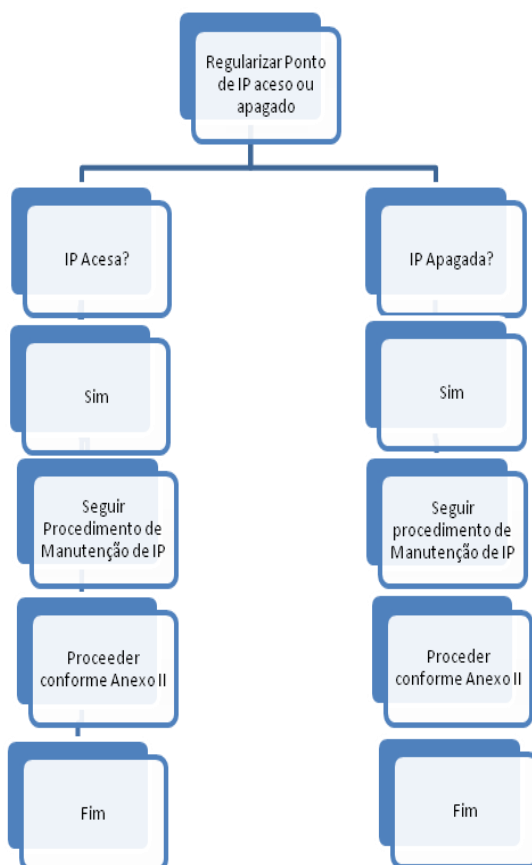 Regularizar Ponto
de IP aceso ou
apagado
IP Acesa?
Sim
Seguir
Procedimento de
Manutenção de IP
Proceeder
conforme Anexo II
Fim
IP Apagada?
Sim
Seguir
procedimento de
Manutenção de IP
Proceder
conforme Anexo II
Fim